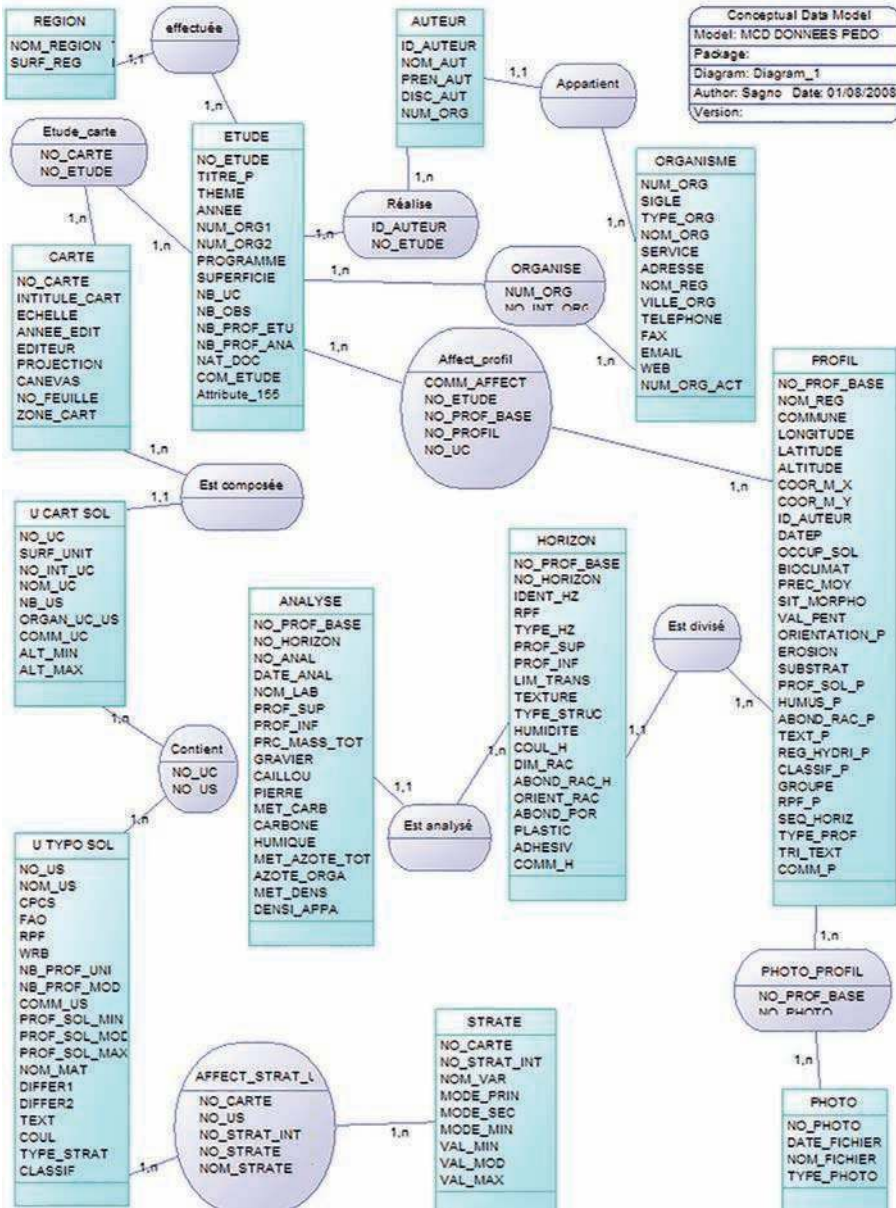 REGION
NOM_REGION
SURF_REG
1,1
effectuée
1,n
AUTEUR
ID_AUTEUR
NOM_AUT
PREN_AUT
DISC_AUT
NUM_ORG
1,1
Appartient
1,n
Conceptual Data Model
Model: MCD DONNEES PEDO
Package:
Diagram: Diagram_1
Author: Sagno Date: 01/08/2008
Version:
Etude_carte
NO_CARTE
NO_ETUDE
1,n
1,n
ETUDE
NO_ETUDE
TITRE_P
THEME
ANNEE
NUM_ORG1
NUM_ORG2
PROGRAMME
SUPERFICIE
NB_UC
NB_OBS
NB_PROF_ETU
NB_PROF_ANA
NAT_DOC
COM_ETUDE
Attribute_155
1,n
Réalise
ID_AUTEUR
NO_ETUDE
1,n
ORGANISME
NUM_ORG
SIGLE
TYPE_ORG
NOM_ORG
SERVICE
ADRESSE
NOM_REG
VILLE_ORG
TELEPHONE
FAX
EMAIL
WEB
NUM_ORG_ACT
1,n
ORGANISE
NUM_ORG
NO_INT_ORG
1,n
CARTE
NO_CARTE
INTITULE_CART
ECHELLE
ANNEE_EDIT
EDITEUR
PROJECTION
CANEVAS
NO_FEUILLE
ZONE_CART
1,n
Affect_profil
COMM_AFFECT
NO_ETUDE
NO_PROF_BASE
NO_PROFIL
NO_UC
1,n
PROFIL
NO_PROF_BASE
NOM_REG
COMMUNE
LONGITUDE
LATITUDE
ALTITUDE
COOR_M_X
COOR_M_Y
ID_AUTEUR
DATEP
OCCUP_SOL
BIOCLIMAT
PREC_MOY
SIT_MORPHO
VAL_PENT
ORIENTATION_P
EROSION
SUBSTRAT
PROF_SOL_P
HUMUS_P
ABOND_RAC_P
TEXT_P
REG_HYDRI_P
CLASSIF_P
GROUPE
RPF_P
SEQ_HORIZ
TYPE_PROF
TRI_TEXT
COMM_P
1,n
Est composée
1,1
U CART SOL
NO_UC
SURF_UNIT
NO_INT_UC
NOM_UC
NB_US
ORGAN_UC_US
COMM_UC
ALT_MIN
ALT_MAX
1,n
Contient
NO_UC
NO_US
1,n
ANALYSE
NO_PROF_BASE
NO_HORIZON
NO_ANAL
DATE_ANAL
NOM_LAB
PROF_SUP
PROF_INF
PRC_MASS_TOT
GRAVIER
CAILLOU
PIERRE
MET_CARB
CARBONE
HUMIQUE
MET_AZOTE_TOT
AZOTE_ORGA
MET_DENS
DENSI_APPA
1,1
Est analysé
1,n
HORIZON
NO_PROF_BASE
NO_HORIZON
IDENT_HZ
RPF
TYPE_HZ
PROF_SUP
PROF_INF
LIM_TRANS
TEXTURE
TYPE_STRUC
HUMIDITE
COUL_H
DIM_RAC
ABOND_RAC_H
ORIENT_RAC
ABOND_POR
PLASTIC
ADHESIV
COMM_H
1,1
Est divisé
1,n
U TYPO SOL
NO_US
NOM_US
CPCS
FAO
RPF
WRB
NB_PROF_UNI
NB_PROF_MOD
COMM_US
PROF_SOL_MIN
PROF_SOL_MOD
PROF_SOL_MAX
NOM_MAT
DIFFER1
DIFFER2
TEXT
COUL
TYPE_STRAT
CLASSIF
1,n
AFFECT_STRAT_U
NO_CARTE
NO_US
NO_STRAT_INT
NO_STRATE
NOM_STRATE
1,n
STRATE
NO_CARTE
NO_STRAT_INT
NOM_VAR
MODE_PRIN
MODE_SEC
MODE_MIN
VAL_MIN
VAL_MOD
VAL_MAX
1,n
PHOTO_PROFIL
NO_PROF_BASE
NO_PHOTO
1,n
PHOTO
NO_PHOTO
DATE_FICHIER
NOM_FICHIER
TYPE_PHOTO